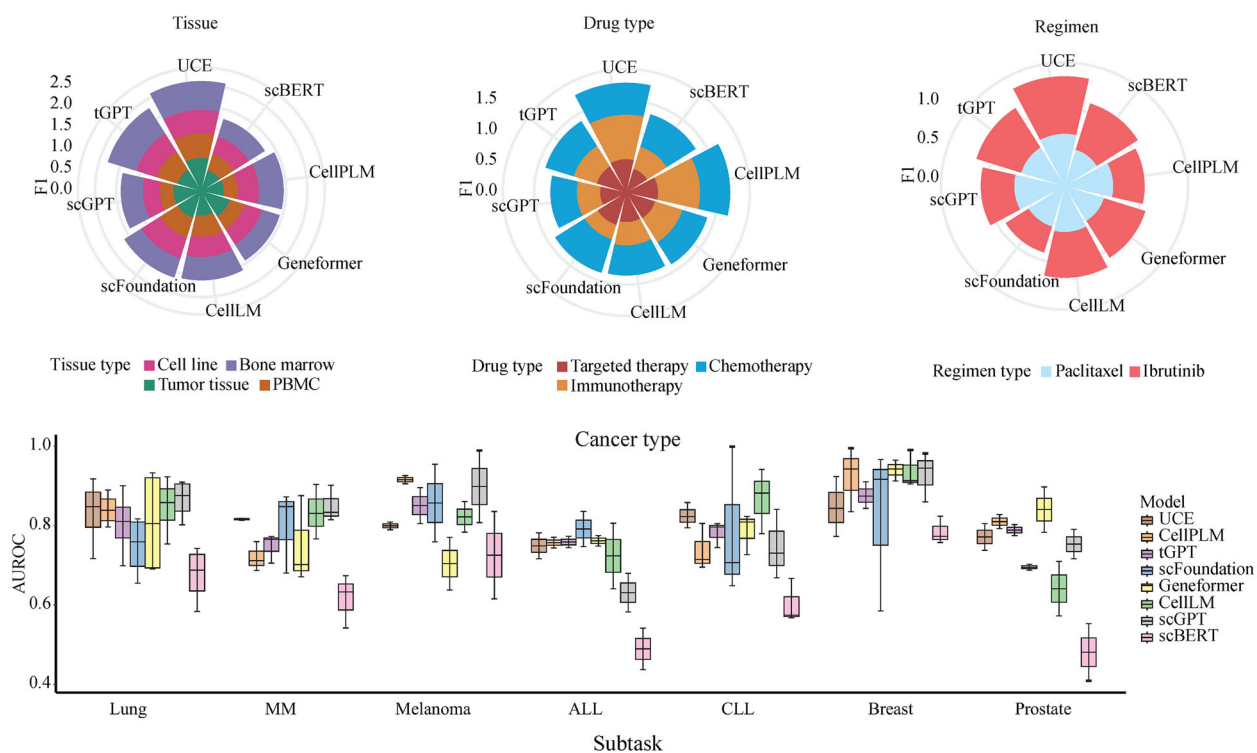 Tissue
UCE
scBERT
CellPLM
Geneformer
CellLM
scFoundation
scGPT
tGPT
2.5
2.0
1.5
1.0
0.5
0.0
F1
Tissue type Cell line Bone marrow
Tumor tissue PBMC
Drug type
UCE
scBERT
CellPLM
Geneformer
CellLM
scFoundation
scGPT
tGPT
1.5
1.0
0.5
0.0
F1
Drug type Targeted therapy Chemotherapy
Immunotherapy
Regimen
UCE
scBERT
CellPLM
Geneformer
CellLM
scFoundation
scGPT
tGPT
1.0
0.5
0.0
F1
Regimen type Paclitaxel Ibrutinib
Cancer type
AUROC
1.0
0.8
0.6
0.4
Lung MM Melanoma ALL CLL Breast Prostate
Subtask
Model
UCE
CellPLM
tGPT
scFoundation
Geneformer
CellLM
scGPT
scBERT